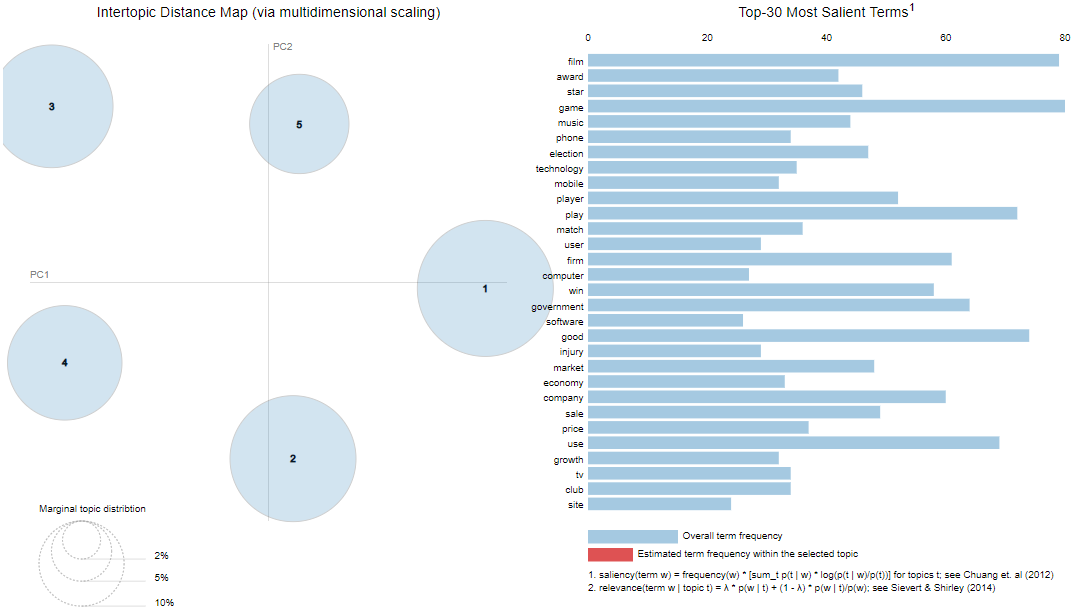 Intertopic Distance Map (via multidimensional scaling)
PC2
PC1
3
5
1
4
2
Marginal topic distribtion
2%
5%
10%
Top-30 Most Salient Terms1
0 20 40 60 80
film
award
star
game
music
phone
election
technology
mobile
player
play
match
user
firm
computer
win
government
software
good
injury
market
economy
company
sale
price
use
growth
tv
club
site
Overall term frequency
Estimated term frequency within the selected topic
1. saliency(term w) = frequency(w) * [sum_t p(t | w) * log(p(t | w)/p(t))] for topics t; see Chuang et. al (2012)
2. relevance(term w | topic t) = λ * p(w | t) + (1 - λ) * p(w | t)/p(w); see Sievert & Shirley (2014)